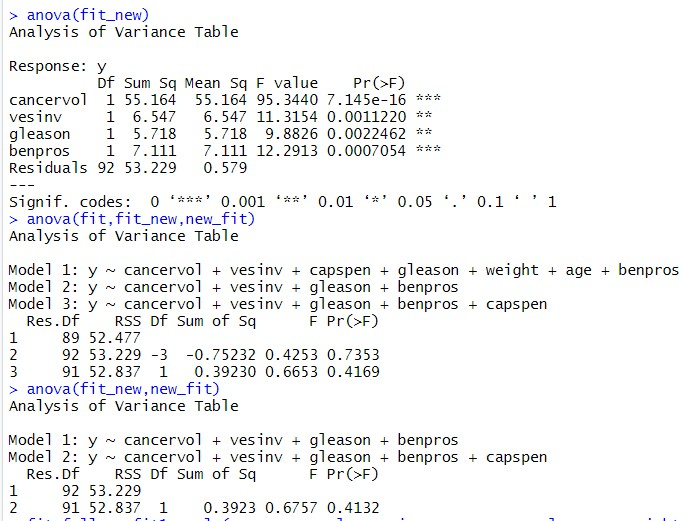 > anova(fit_new)
Analysis of Variance Table

Response: y
          Df Sum Sq Mean Sq F value    Pr(>F)
cancervol  1 55.164  55.164 95.3440 7.145e-16 ***
vesinv     1  6.547   6.547 11.3154 0.0011220 **
gleason    1  5.718   5.718  9.8826 0.0022462 **
benpros    1  7.111   7.111 12.2913 0.0007054 ***
Residuals 92 53.229   0.579
---
Signif. codes:  0 ‘***’ 0.001 ‘**’ 0.01 ‘*’ 0.05 ‘.’ 0.1 ‘ ’ 1
> anova(fit,fit_new,new_fit)
Analysis of Variance Table

Model 1: y ~ cancervol + vesinv + capspen + gleason + weight + age + benpros
Model 2: y ~ cancervol + vesinv + gleason + benpros
Model 3: y ~ cancervol + vesinv + gleason + benpros + capspen
  Res.Df    RSS Df Sum of Sq      F Pr(>F)
1     89 52.477
2     92 53.229 -3  -0.75232 0.4253 0.7353
3     91 52.837  1   0.39230 0.6653 0.4169
> anova(fit_new,new_fit)
Analysis of Variance Table

Model 1: y ~ cancervol + vesinv + gleason + benpros
Model 2: y ~ cancervol + vesinv + gleason + benpros + capspen
  Res.Df    RSS Df Sum of Sq      F Pr(>F)
1     92 53.229
2     91 52.837  1    0.3923 0.6757 0.4132